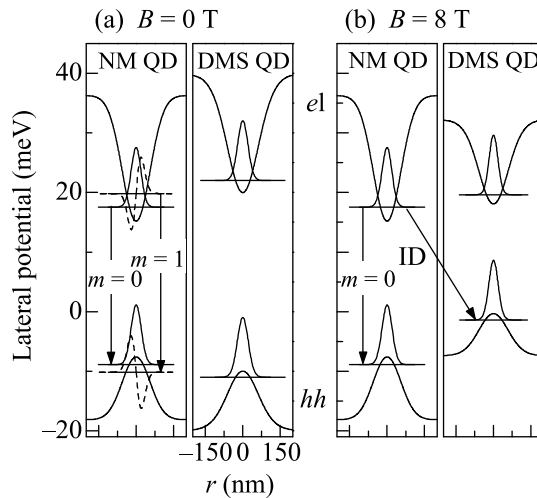 (a) B = 0 T
(b) B = 8 T
NM QD
DMS QD
NM QD
DMS QD
el
hh
Lateral potential (meV)
40
20
0
–20
m = 0
m = 1
m = 0
ID
–150 0 150
r (nm)